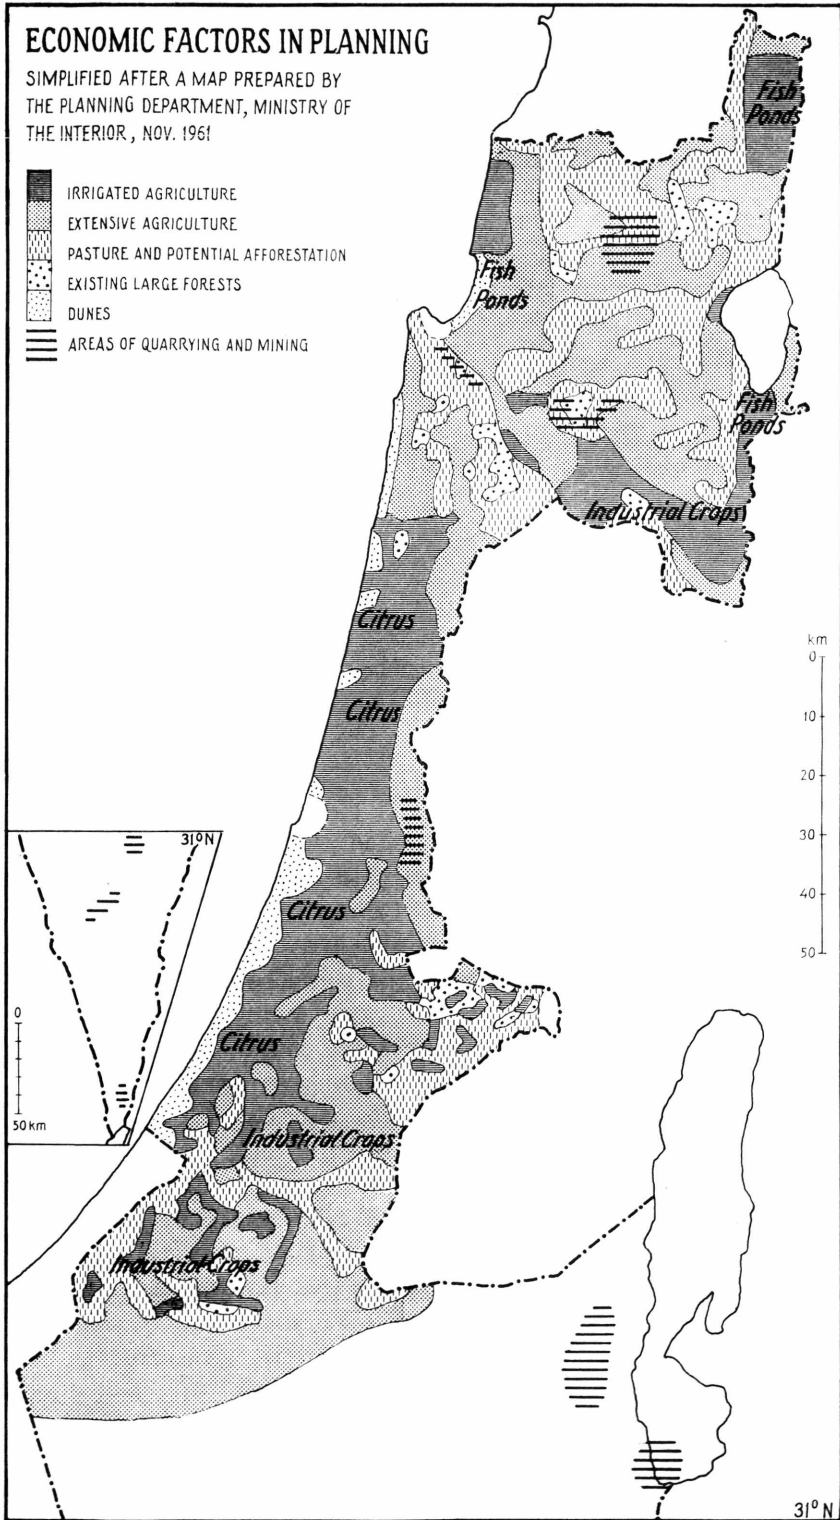 ECONOMIC FACTORS IN PLANNING
SIMPLIFIED AFTER A MAP PREPARED BY
THE PLANNING DEPARTMENT, MINISTRY OF
THE INTERIOR, NOV. 1961
IRRIGATED AGRICULTURE
EXTENSIVE AGRICULTURE
PASTURE AND POTENTIAL AFFORESTATION
EXISTING LARGE FORESTS
DUNES
AREAS OF QUARRYING AND MINING
Fish
Ponds
Fish
Ponds
Fish
Ponds
Industrial Crops
Citrus
Citrus
Citrus
Citrus
Industrial Crops
Industrial Crops
km
0
10
20
30
40
50
31° N
0
50 km
31° N